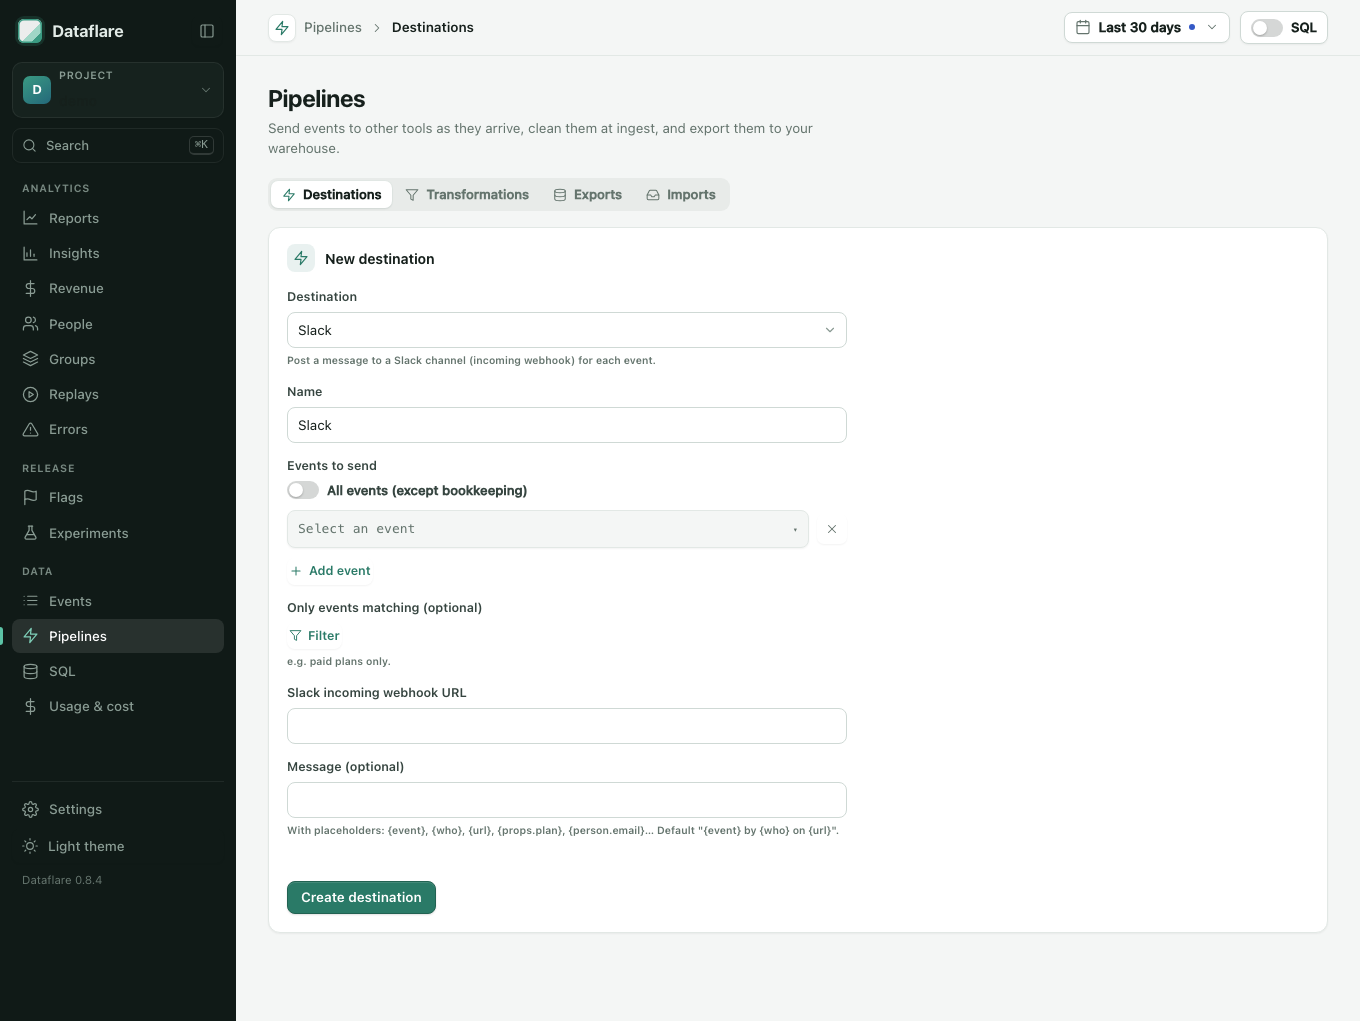 Dataflare
PROJECT
D
Search
⌘K
ANALYTICS
Reports
Insights
Revenue
People
Groups
Replays
Errors
RELEASE
Flags
Experiments
DATA
Events
Pipelines
SQL
Usage & cost
Settings
Light theme
Dataflare 0.8.4
Pipelines > Destinations
Last 30 days
SQL
Pipelines
Send events to other tools as they arrive, clean them at ingest, and export them to your
warehouse.
Destinations
Transformations
Exports
Imports
New destination
Destination
Slack
Post a message to a Slack channel (incoming webhook) for each event.
Name
Slack
Events to send
All events (except bookkeeping)
Select an event
Add event
Only events matching (optional)
Filter
e.g. paid plans only.
Slack incoming webhook URL
Message (optional)
With placeholders: {event}, {who}, {url}, {props.plan}, {person.email}... Default "{event} by {who} on {url}".
Create destination